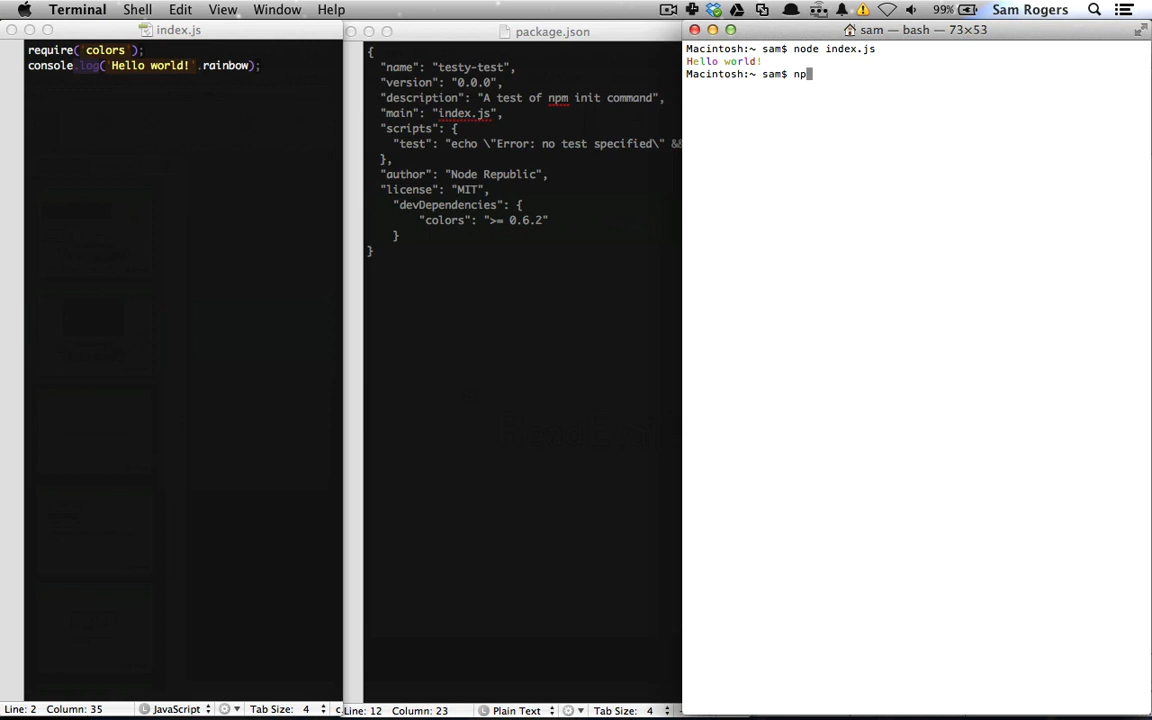 Terminal Shell Edit View Window Help 99% Sam Rogers
index.js
require('colors');
console.log('Hello world!'.rainbow);
Line: 2 Column: 35 JavaScript Tab Size: 4
package.json
{
"name": "testy-test",
"version": "0.0.0",
"description": "A test of npm init command",
"main": "index.js",
"scripts": {
"test": "echo \"Error: no test specified\" &&
},
"author": "Node Republic",
"license": "MIT",
"devDependencies": {
"colors": ">= 0.6.2"
}
}
Line: 12 Column: 23 Plain Text Tab Size: 4
sam — bash — 73×53
Macintosh:~ sam$ node index.js
Hello world!
Macintosh:~ sam$ np